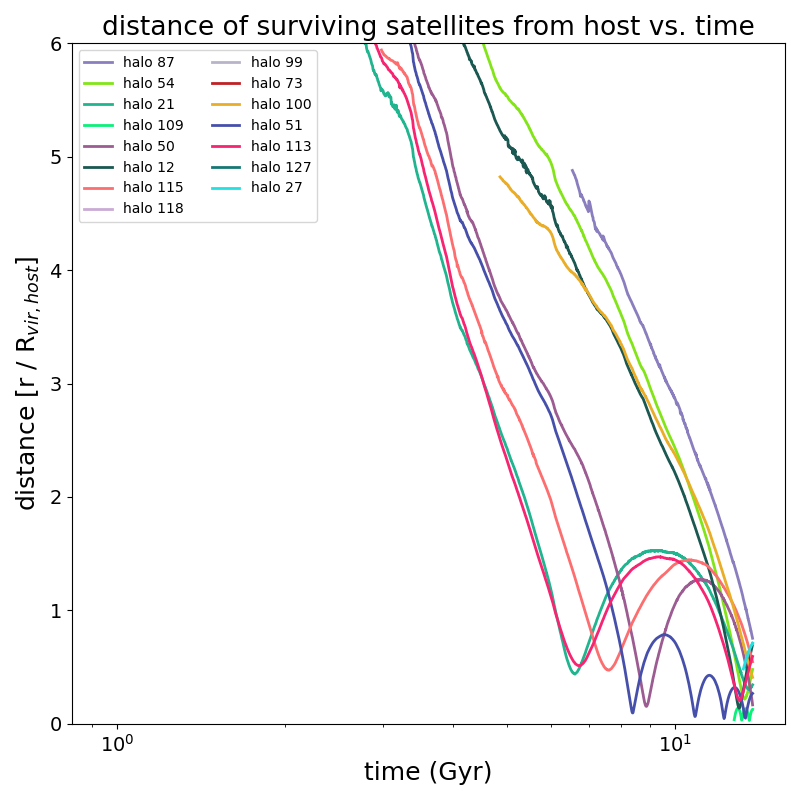 distance of surviving satellites from host vs. time
distance [r / R_{vir,host}]
6
5
4
3
2
1
0
halo 87
halo 54
halo 21
halo 109
halo 50
halo 12
halo 115
halo 118
halo 99
halo 73
halo 100
halo 51
halo 113
halo 127
halo 27
10^0
10^1
time (Gyr)